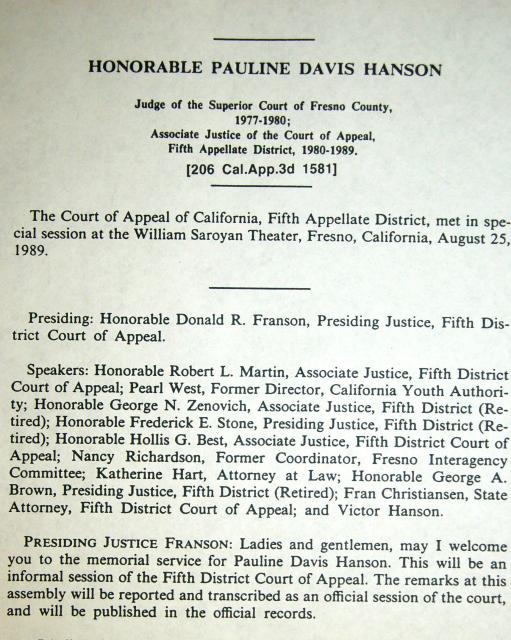 HONORABLE PAULINE DAVIS HANSON
Judge of the Superior Court of Fresno County,
1977-1980;
Associate Justice of the Court of Appeal,
Fifth Appellate District, 1980-1989.
[206 Cal.App.3d 1581]
The Court of Appeal of California, Fifth Appellate District, met in spe-
cial session at the William Saroyan Theater, Fresno, California, August 25,
1989.
Presiding: Honorable Donald R. Franson, Presiding Justice, Fifth Dis-
trict Court of Appeal.
Speakers: Honorable Robert L. Martin, Associate Justice, Fifth District
Court of Appeal; Pearl West, Former Director, California Youth Authori-
ty; Honorable George N. Zenovich, Associate Justice, Fifth District (Re-
tired); Honorable Frederick E. Stone, Presiding Justice, Fifth District (Re-
tired); Honorable Hollis G. Best, Associate Justice, Fifth District Court of
Appeal; Nancy Richardson, Former Coordinator, Fresno Interagency
Committee; Katherine Hart, Attorney at Law; Honorable George A.
Brown, Presiding Justice, Fifth District (Retired); Fran Christiansen, State
Attorney, Fifth District Court of Appeal; and Victor Hanson.
PRESIDING JUSTICE FRANSON: Ladies and gentlemen, may I welcome
you to the memorial service for Pauline Davis Hanson. This will be an
informal session of the Fifth District Court of Appeal. The remarks at this
assembly will be reported and transcribed as an official session of the court,
and will be published in the official records.